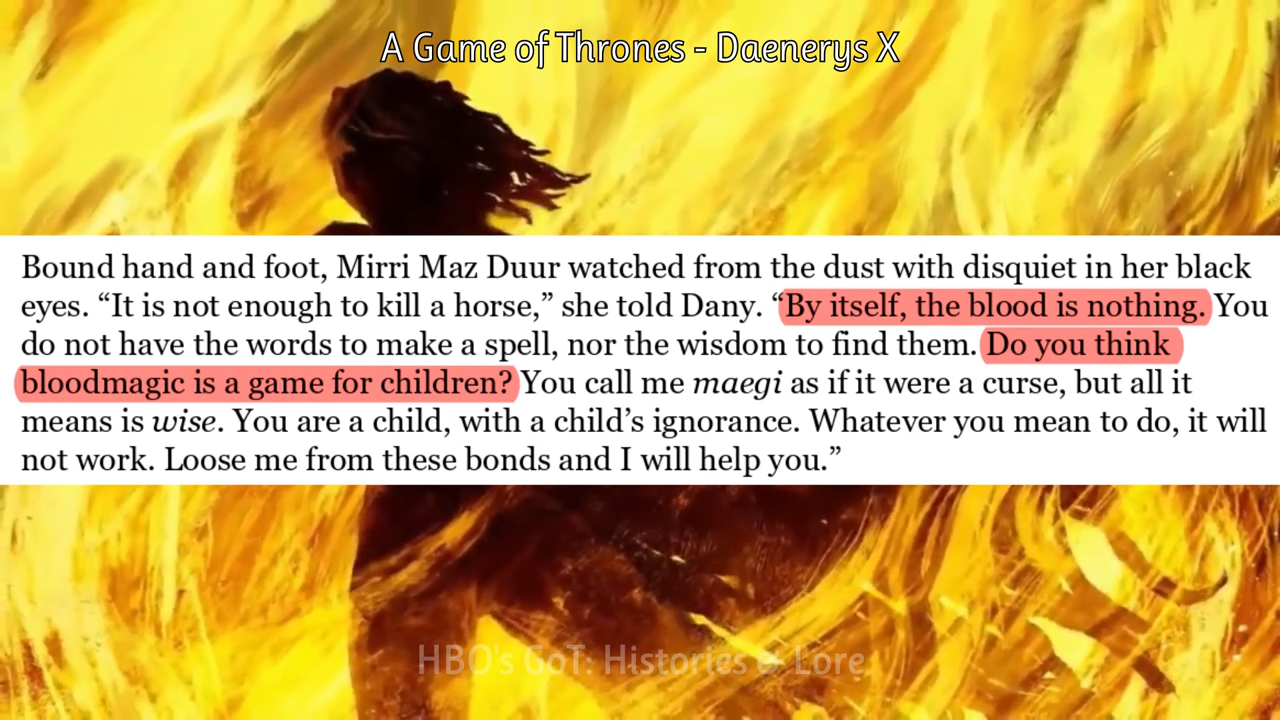 A Game of Thrones - Daenerys X
Bound hand and foot, Mirri Maz Duur watched from the dust with disquiet in her black
eyes. “It is not enough to kill a horse,” she told Dany. “By itself, the blood is nothing. You
do not have the words to make a spell, nor the wisdom to find them. Do you think
bloodmagic is a game for children? You call me maegi as if it were a curse, but all it
means is wise. You are a child, with a child’s ignorance. Whatever you mean to do, it will
not work. Loose me from these bonds and I will help you.”
HBO's GoT: Histories & Lore